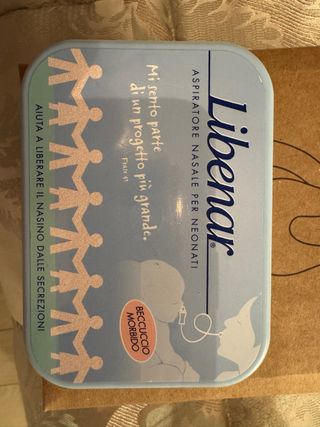 Libenar®
ASPIRATORE NASALE PER NEONATI
Mi sento parte
di un progetto più grande.
BECCUCCIO
MORBIDO
AIUTA A LIBERARE IL NASINO DALLE SECREZIONI